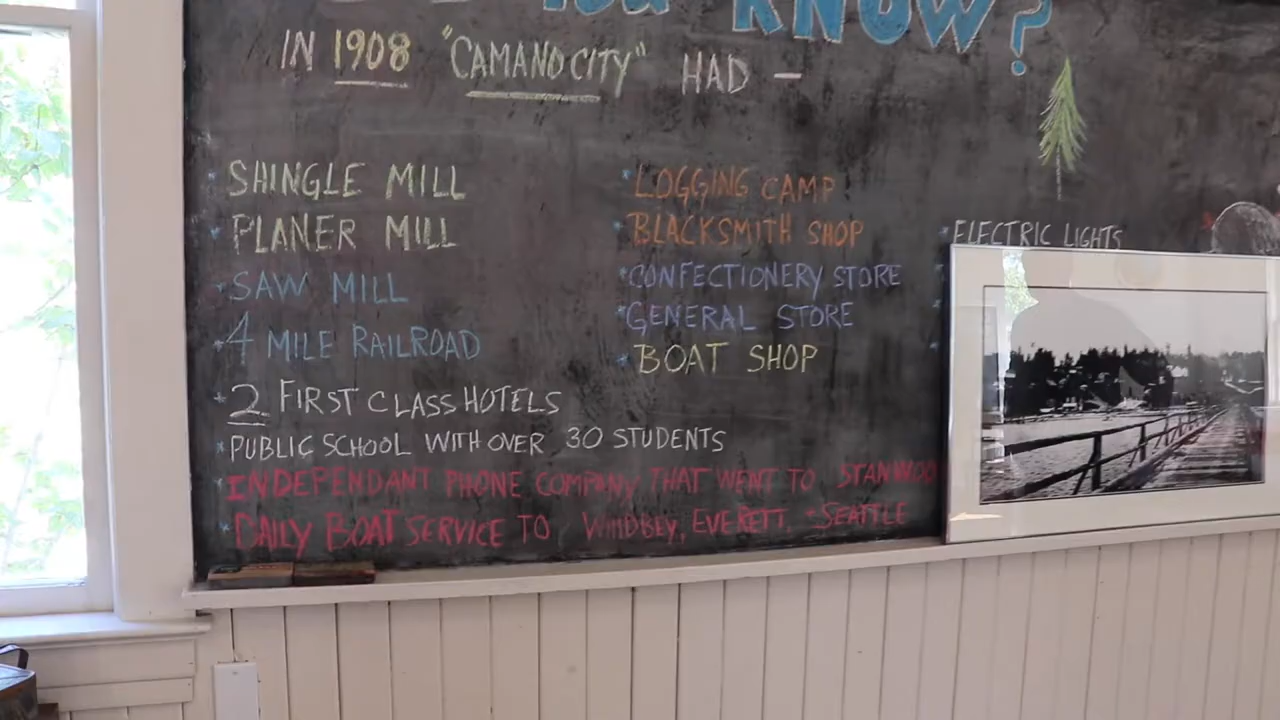 YOU KNOW?
IN 1908 "CAMANO CITY" HAD -
* SHINGLE MILL
* PLANER MILL
* SAW MILL
* 4 MILE RAILROAD
* 2 FIRST CLASS HOTELS
* PUBLIC SCHOOL WITH OVER 30 STUDENTS
* INDEPENDANT PHONE COMPANY THAT WENT TO STANWOO
* DAILY BOAT SERVICE TO WHIDBEY, EVERETT, + SEATTLE
* LOGGING CAMP
* BLACKSMITH SHOP
* CONFECTIONERY STORE
* GENERAL STORE
* BOAT SHOP
* ELECTRIC LIGHTS